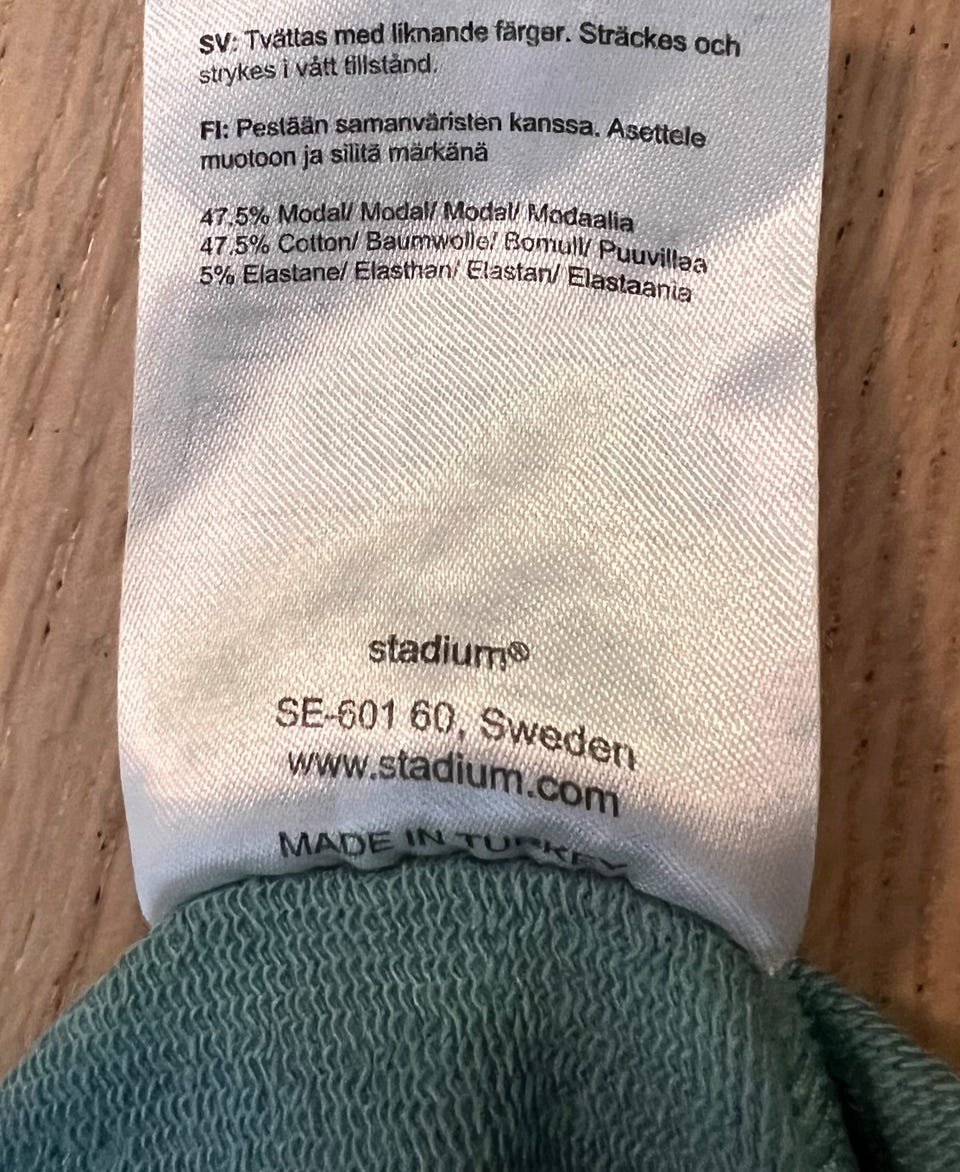 SV: Tvättas med liknande färger. Sträckes och
strykes i vått tillstånd.
FI: Pestään samanväristen kanssa. Asettele
muotoon ja silitä märkänä
47.5% Modal/ Modal/ Modal/ Modaalia
47.5% Cotton/ Baumwolle/ Bomull/ Puuvillaa
5% Elastane/ Elasthan/ Elastan/ Elastaania
stadium®
SE-601 60, Sweden
www.stadium.com
MADE IN TURKEY